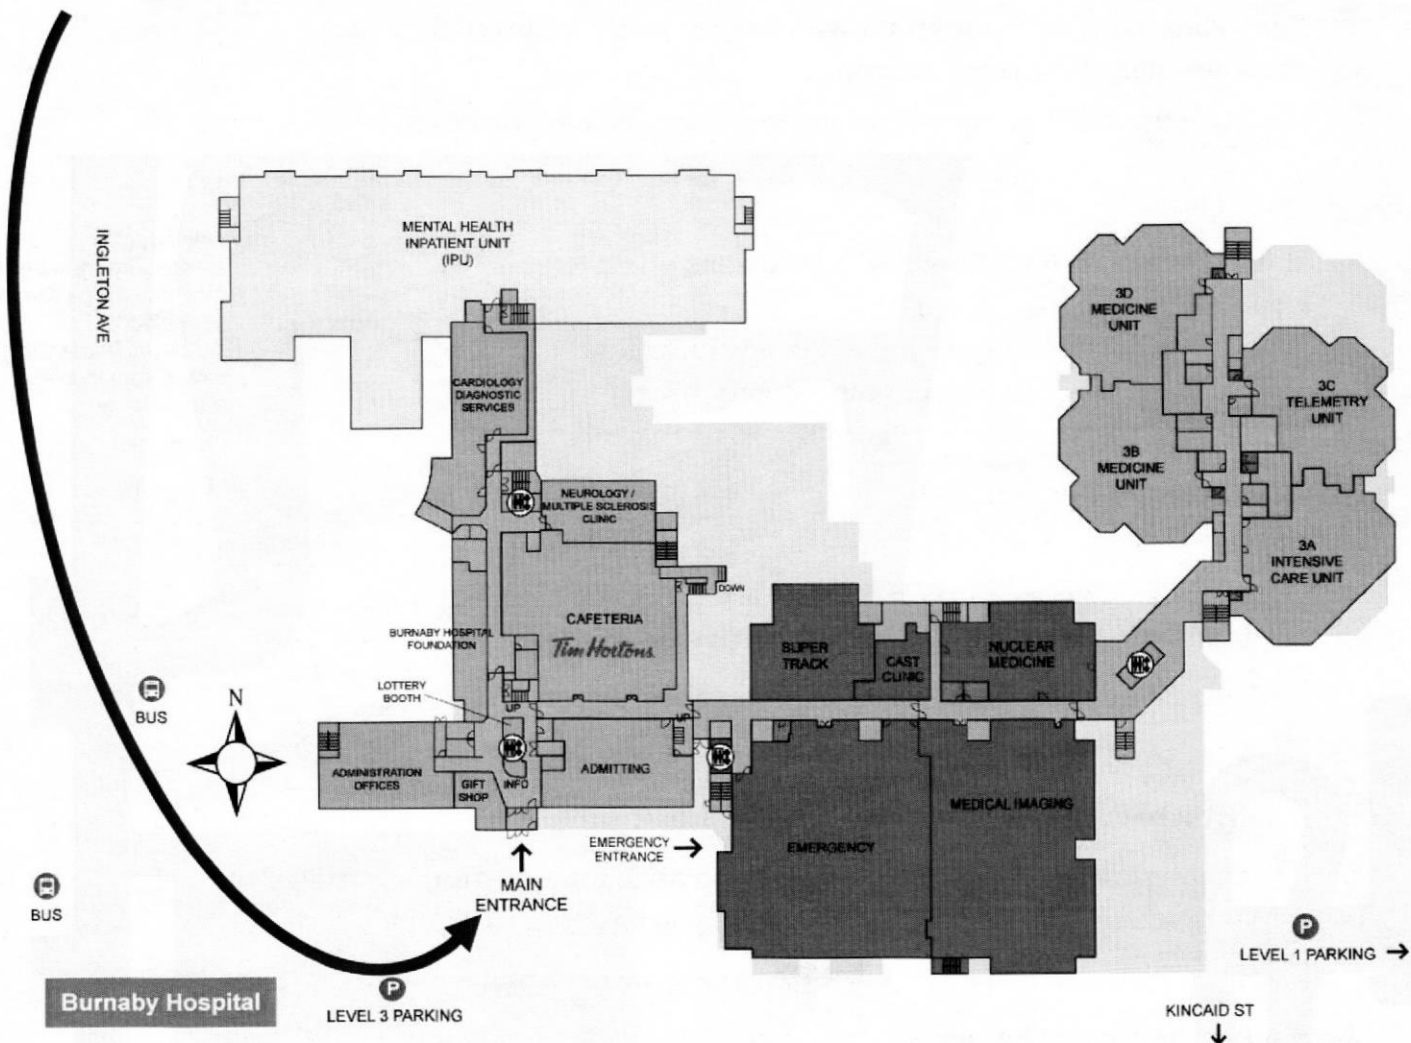 INGLETON AVE
MENTAL HEALTH
INPATIENT UNIT
(IPU)
CARDIOLOGY
DIAGNOSTIC
SERVICES
NEUROLOGY /
MULTIPLE SCLEROSIS
CLINIC
DOWN
CAFETERIA
Tim Hortons.
BURNABY HOSPITAL
FOUNDATION
LOTTERY
BOOTH
UP
UP
BUS
N
ADMINISTRATION
OFFICES
GIFT
SHOP
INFO
ADMITTING
MAIN
ENTRANCE
EMERGENCY
ENTRANCE
SUPER
TRACK
CAST
CLINIC
NUCLEAR
MEDICINE
EMERGENCY
MEDICAL IMAGING
3D
MEDICINE
UNIT
3C
TELEMETRY
UNIT
3B
MEDICINE
UNIT
3A
INTENSIVE
CARE UNIT
BUS
P
LEVEL 3 PARKING
P
LEVEL 1 PARKING
KINCAID ST
Burnaby Hospital